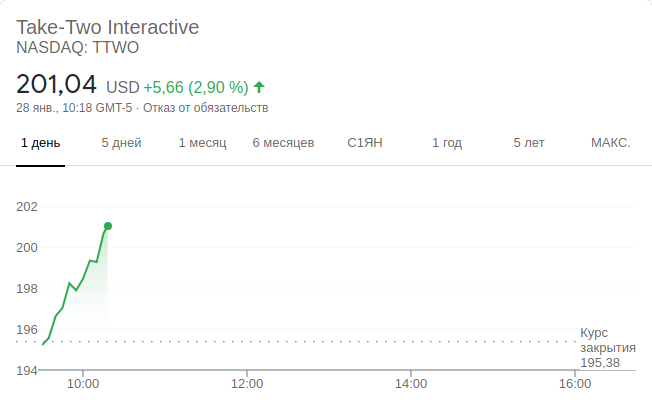 Take-Two Interactive
NASDAQ: TTWO
201,04 USD +5,66 (2,90 %)
28 янв., 10:18 GMT-5 · Отказ от обязательств
1 день 5 дней 1 месяц 6 месяцев С1ЯН 1 год 5 лет МАКС.
202
200
198
196
Курс
закрытия
195,38
194
10:00 12:00 14:00 16:00